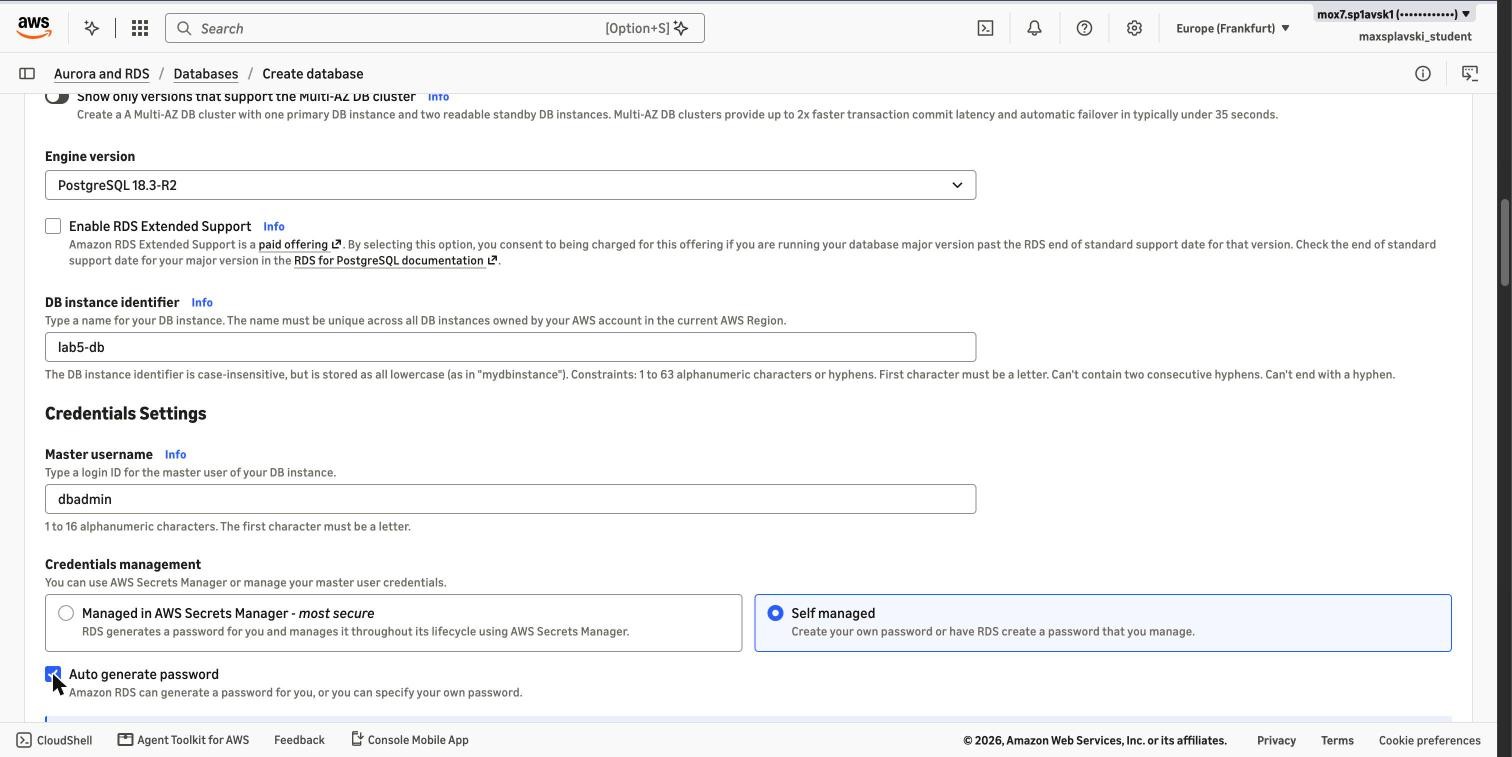 aws
Search
[Option+S]
Europe (Frankfurt)
mox7.sp1avsk1 (••••••••••••)
maxsplavski_student
Aurora and RDS / Databases / Create database
Show only versions that support the Multi-AZ DB cluster Info
Create a A Multi-AZ DB cluster with one primary DB instance and two readable standby DB instances. Multi-AZ DB clusters provide up to 2x faster transaction commit latency and automatic failover in typically under 35 seconds.
Engine version
PostgreSQL 18.3-R2
Enable RDS Extended Support Info
Amazon RDS Extended Support is a paid offering. By selecting this option, you consent to being charged for this offering if you are running your database major version past the RDS end of standard support date for that version. Check the end of standard
support date for your major version in the RDS for PostgreSQL documentation.
DB instance identifier Info
Type a name for your DB instance. The name must be unique across all DB instances owned by your AWS account in the current AWS Region.
lab5-db
The DB instance identifier is case-insensitive, but is stored as all lowercase (as in "mydbinstance"). Constraints: 1 to 63 alphanumeric characters or hyphens. First character must be a letter. Can't contain two consecutive hyphens. Can't end with a hyphen.
Credentials Settings
Master username Info
Type a login ID for the master user of your DB instance.
dbadmin
1 to 16 alphanumeric characters. The first character must be a letter.
Credentials management
You can use AWS Secrets Manager or manage your master user credentials.
Managed in AWS Secrets Manager - most secure
RDS generates a password for you and manages it throughout its lifecycle using AWS Secrets Manager.
Self managed
Create your own password or have RDS create a password that you manage.
Auto generate password
Amazon RDS can generate a password for you, or you can specify your own password.
CloudShell Agent Toolkit for AWS Feedback Console Mobile App © 2026, Amazon Web Services, Inc. or its affiliates. Privacy Terms Cookie preferences